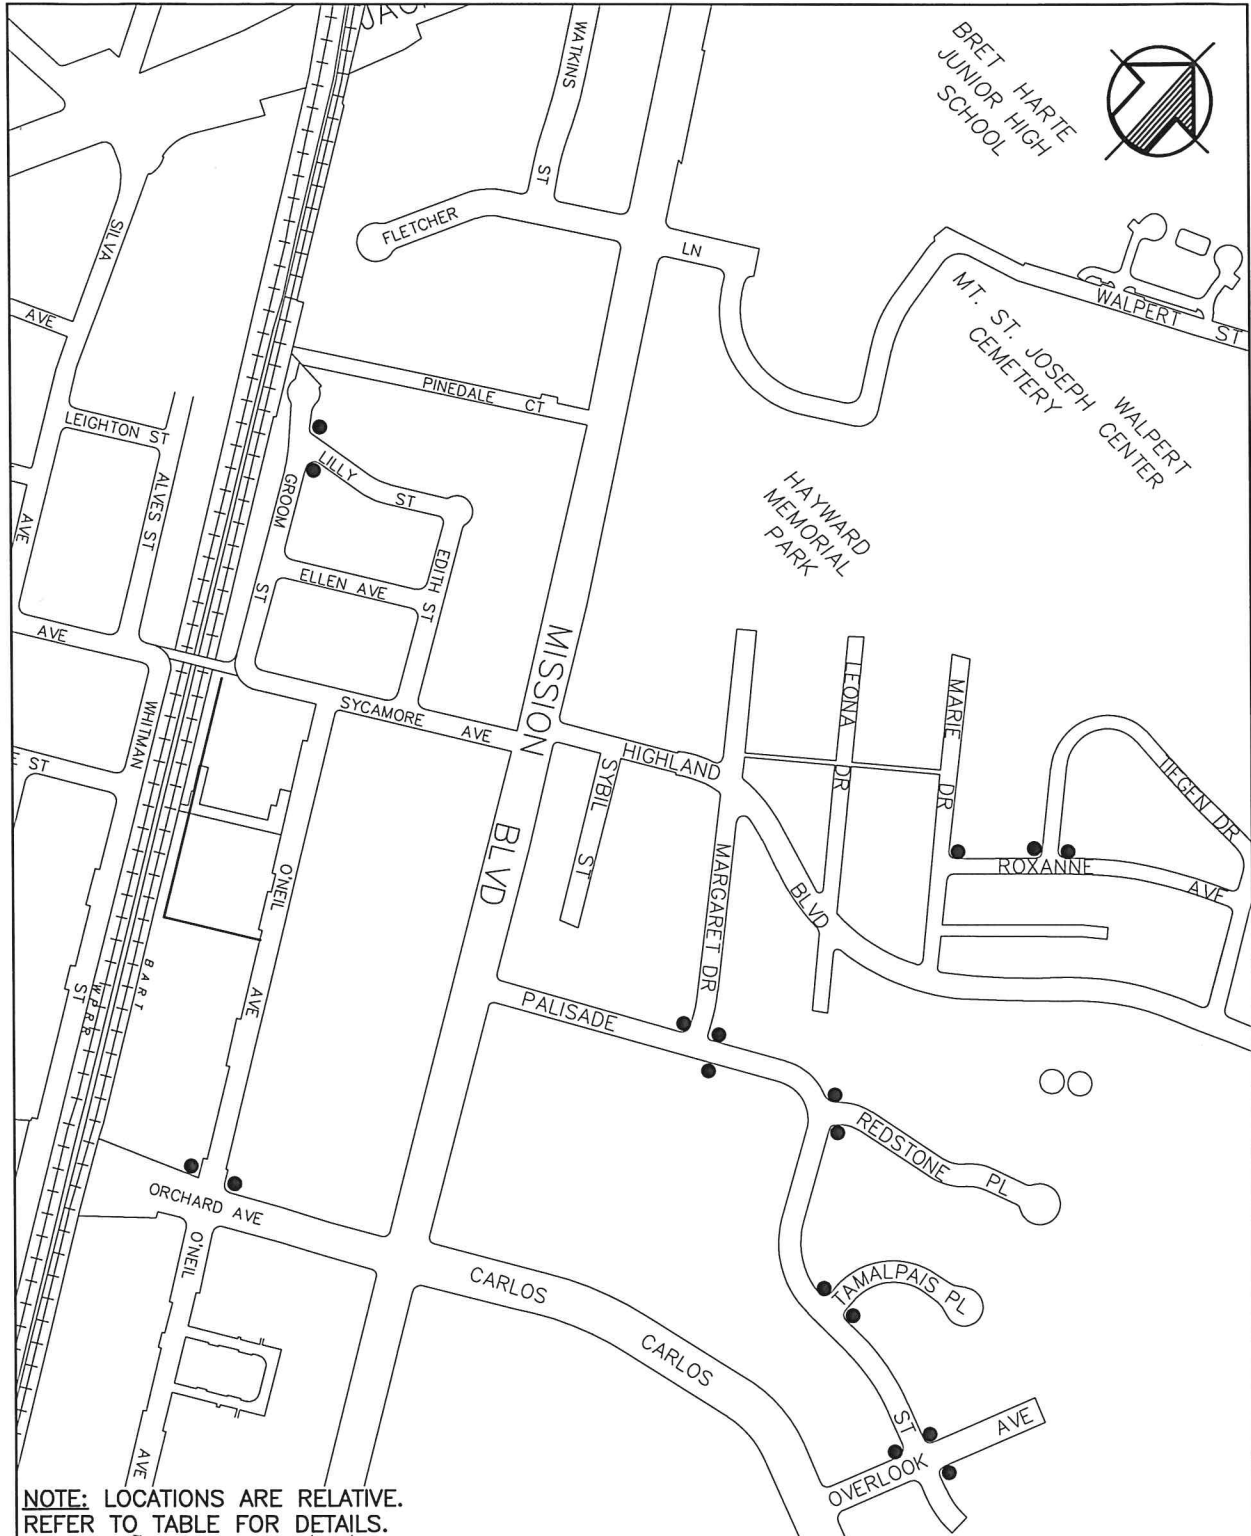 JAC
WATKINS
ST
BRET HARTE
JUNIOR HIGH
SCHOOL
SILVA
AVE
FLETCHER
LN
WALPERT ST
MT. ST. JOSEPH
CEMETERY
WALPERT
CENTER
PINEDALE CT
LEIGHTON ST
ALVES ST
AVE
LILLY ST
GROOM
ST
EDITH ST
ELLEN AVE
HAYWARD
MEMORIAL
PARK
AVE
WHITMAN
E ST
SYCAMORE AVE
MISSION
BLVD
HIGHLAND
BLVD
SYBIL ST
LEONA DR
MARIE DR
TIEGEN DR
ROXANNE AVE
MARGARET DR
O'NEIL
AVE
BART
WPRR
ST
PALISADE
REDSTONE PL
ORCHARD AVE
O'NEIL
AVE
TAMALPAIS PL
CARLOS
CARLOS
ST
OVERLOOK AVE
NOTE: LOCATIONS ARE RELATIVE.
REFER TO TABLE FOR DETAILS.